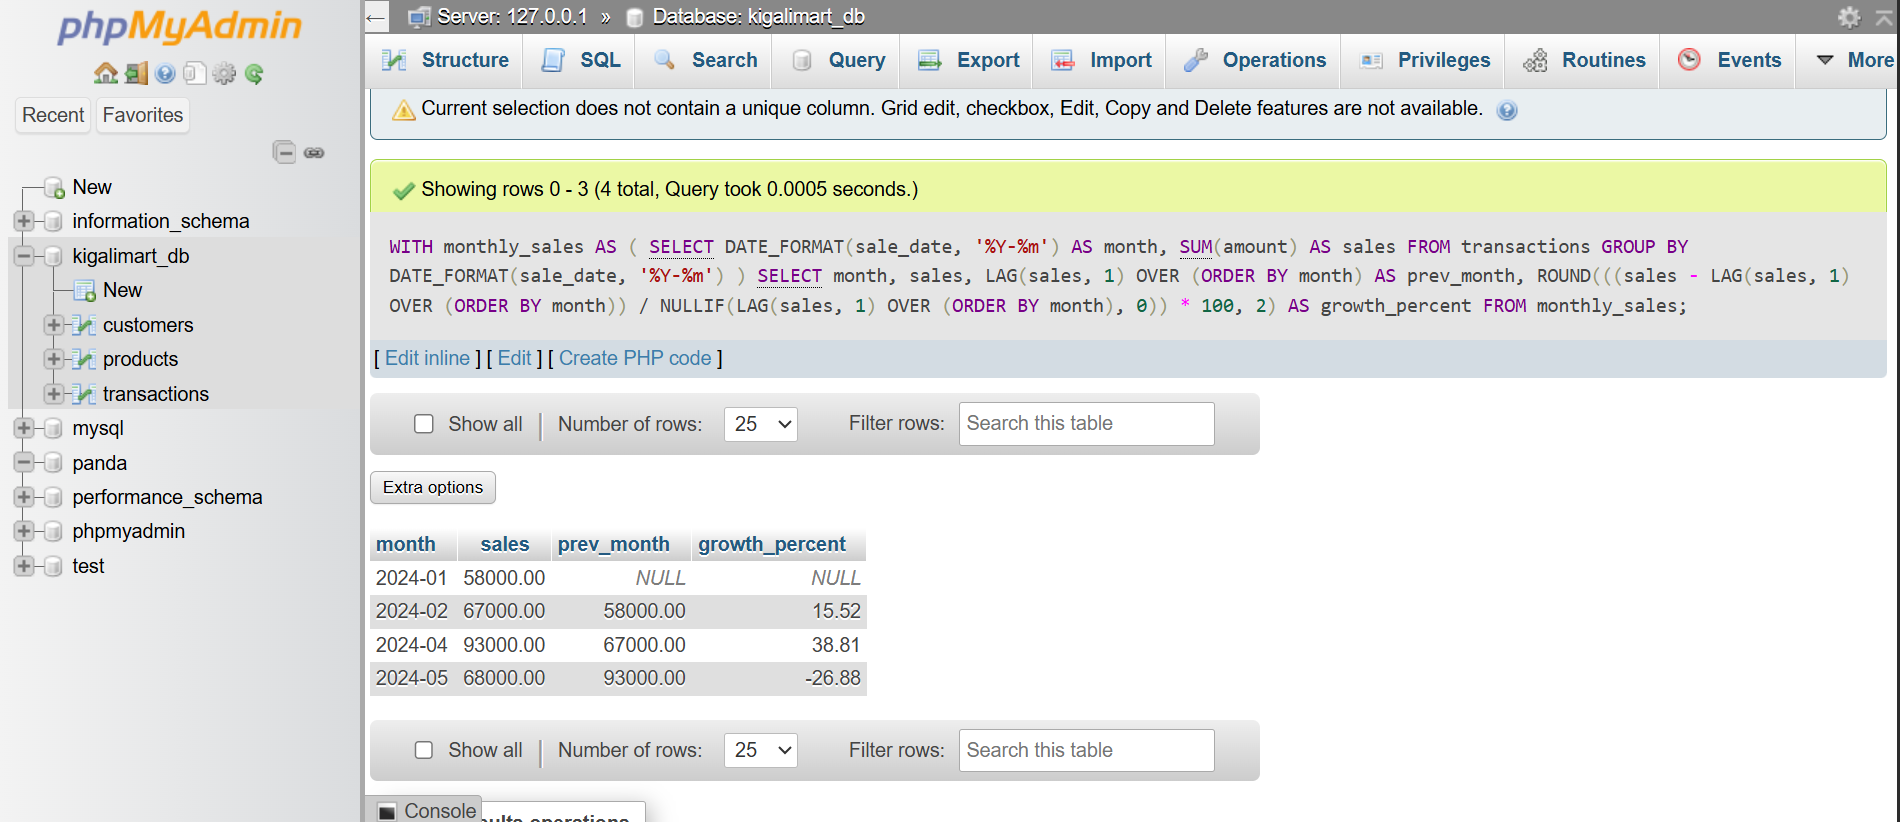 phpMyAdmin
Recent
Favorites
New
information_schema
kigalimart_db
New
customers
products
transactions
mysql
panda
performance_schema
phpmyadmin
test
Server: 127.0.0.1 » Database: kigalimart_db
Structure SQL Search Query Export Import Operations Privileges Routines Events More
Current selection does not contain a unique column. Grid edit, checkbox, Edit, Copy and Delete features are not available.
Showing rows 0 - 3 (4 total, Query took 0.0005 seconds.)
WITH monthly_sales AS ( SELECT DATE_FORMAT(sale_date, '%Y-%m') AS month, SUM(amount) AS sales FROM transactions GROUP BY
DATE_FORMAT(sale_date, '%Y-%m') ) SELECT month, sales, LAG(sales, 1) OVER (ORDER BY month) AS prev_month, ROUND(((sales - LAG(sales, 1)
OVER (ORDER BY month)) / NULLIF(LAG(sales, 1) OVER (ORDER BY month), 0)) * 100, 2) AS growth_percent FROM monthly_sales;
[ Edit inline ] [ Edit ] [ Create PHP code ]
Show all Number of rows: 25 Filter rows: Search this table
Extra options
month sales prev_month growth_percent
2024-01 58000.00 NULL NULL
2024-02 67000.00 58000.00 15.52
2024-04 93000.00 67000.00 38.81
2024-05 68000.00 93000.00 -26.88
Show all Number of rows: 25 Filter rows: Search this table
Console
operations